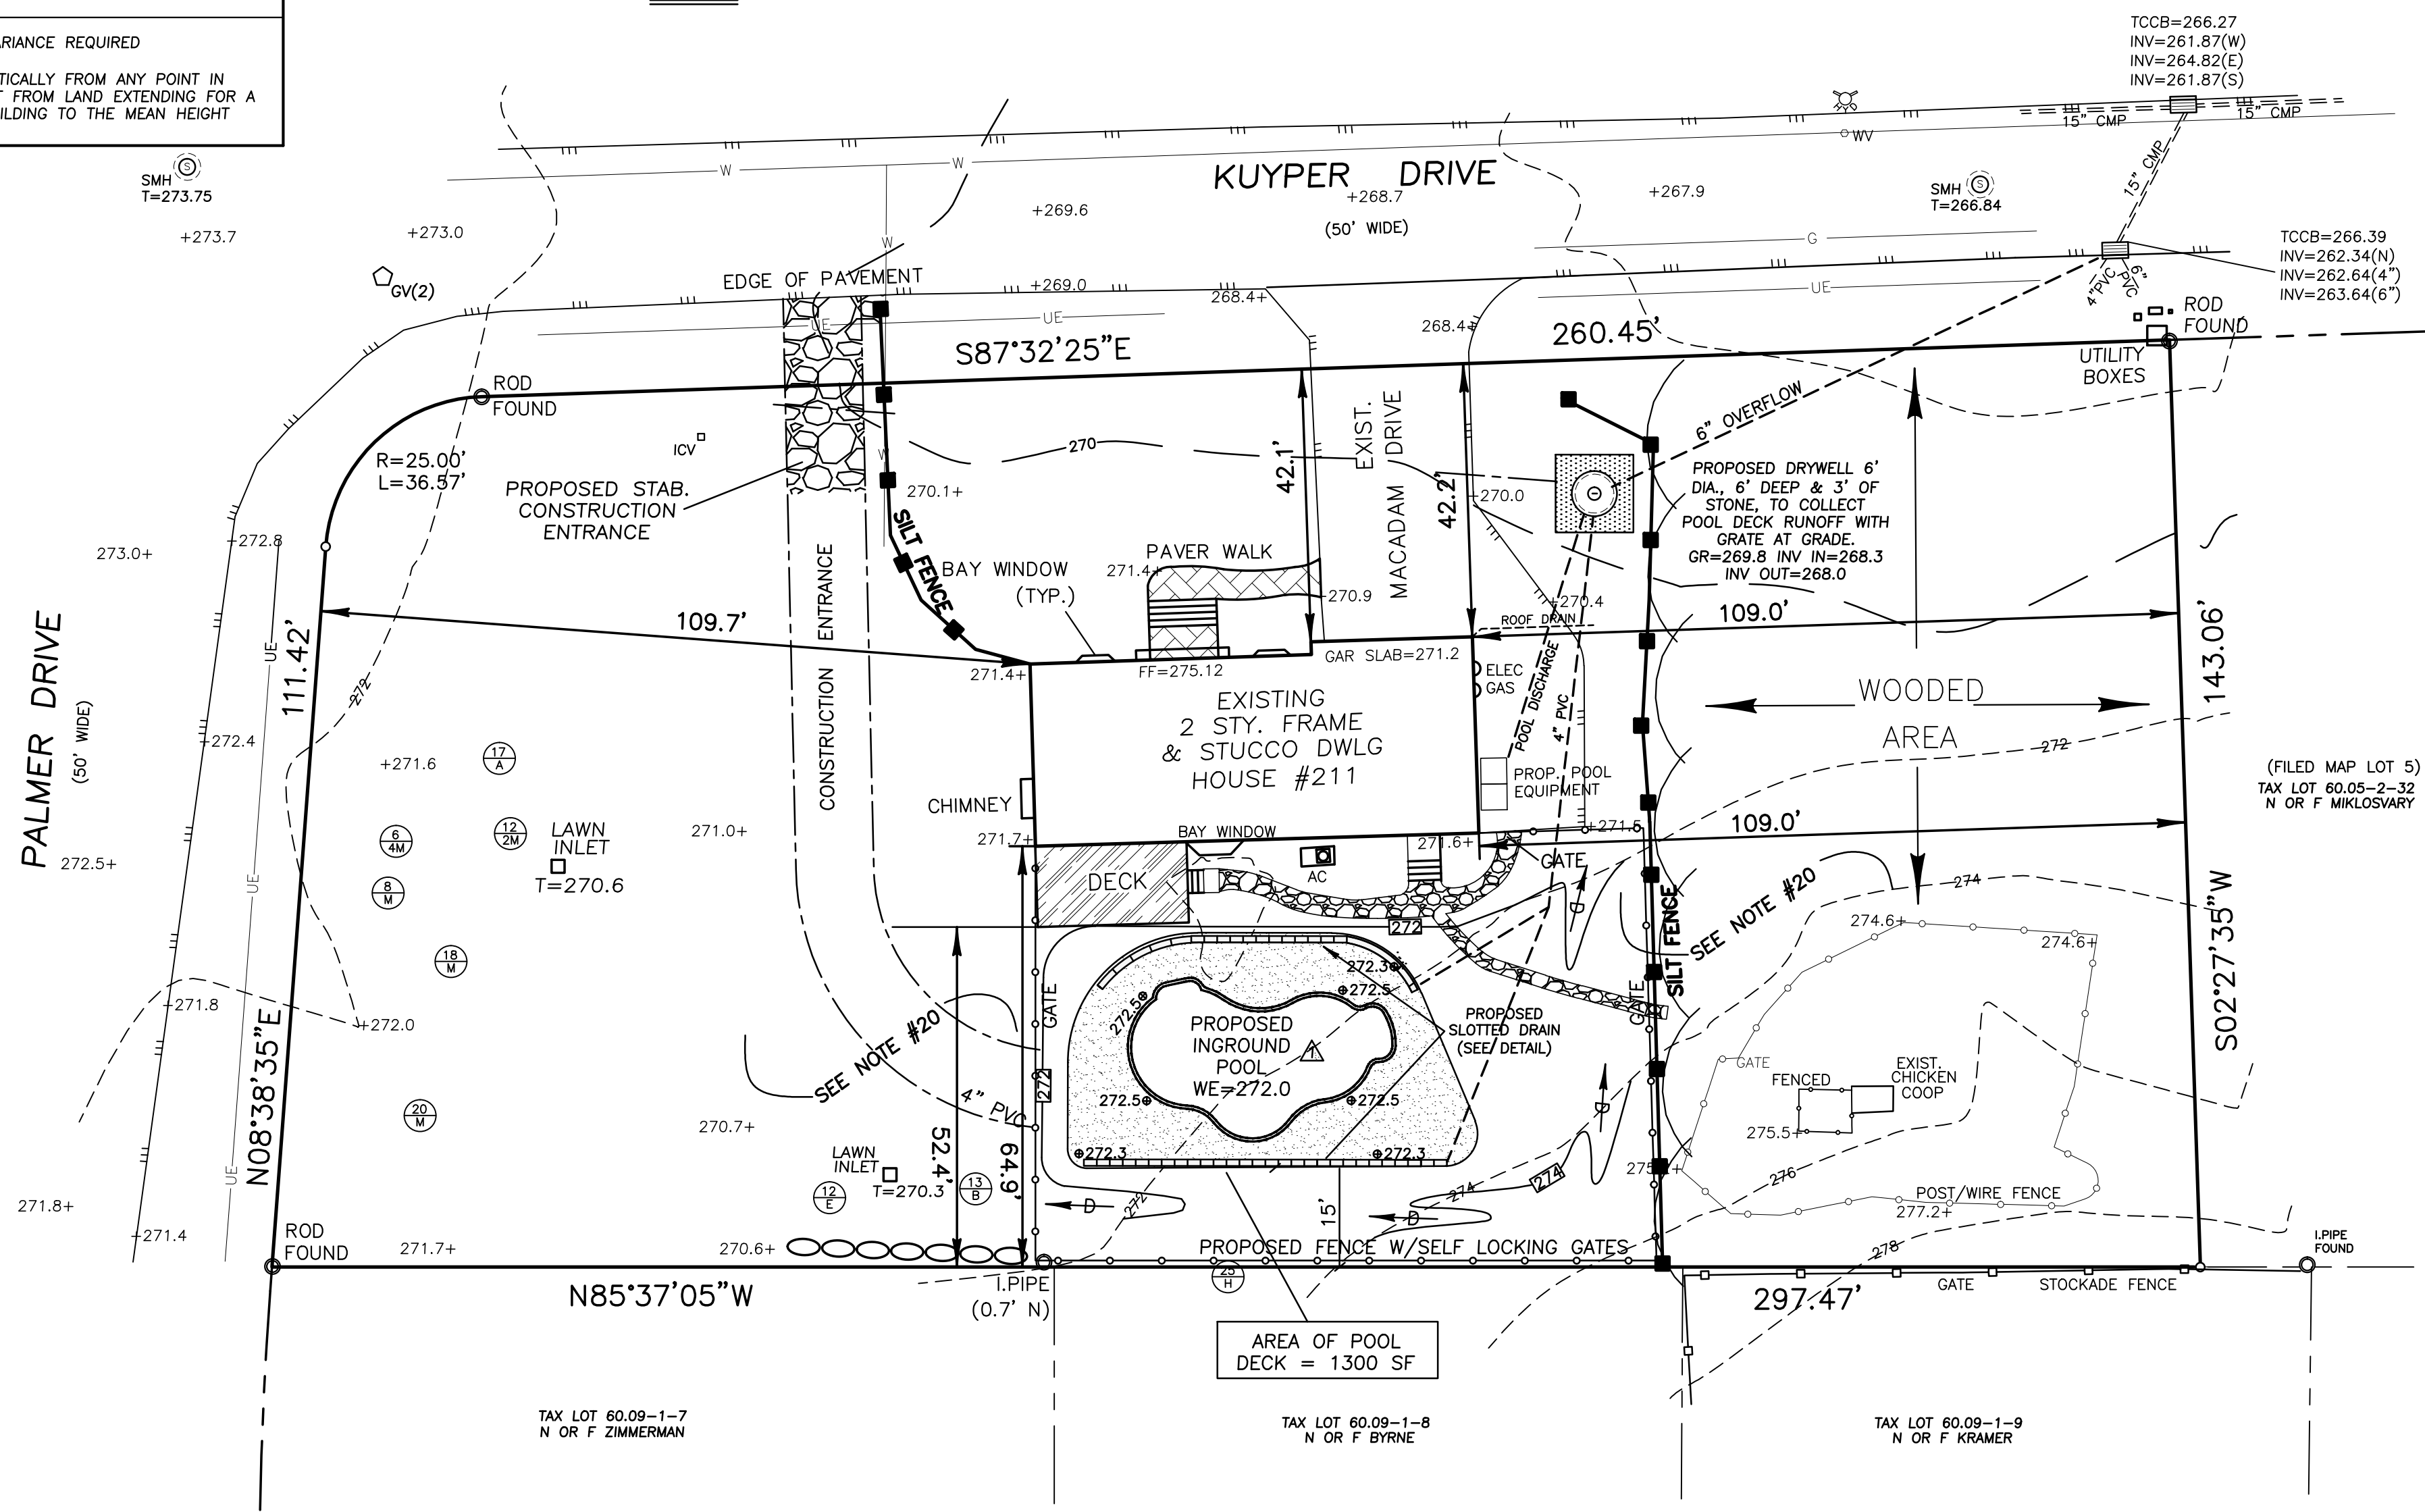 ARIANCE REQUIRED
TICALLY FROM ANY POINT IN
FROM LAND EXTENDING FOR A
ILDING TO THE MEAN HEIGHT
SMH S
T=273.75
+273.7
+273.0
GV(2)
TCCB=266.27
INV=261.87(W)
INV=264.82(E)
INV=261.87(S)
15" CMP
15" CMP
15" CMP
WV
W
W
W
W
KUYPER DRIVE
(50' WIDE)
+269.6
+268.7
+267.9
SMH S
T=266.84
G
TCCB=266.39
INV=262.34(N)
INV=262.64(4")
INV=263.64(6")
4"PVC
6"
PVC
EDGE OF PAVEMENT
+269.0
268.4+
268.4+
UE
UE
UE
ROD
FOUND
UTILITY
BOXES
S87°32'25"E
260.45'
ROD
FOUND
ICV
R=25.00'
L=36.57'
PROPOSED STAB.
CONSTRUCTION
ENTRANCE
270
270.1+
42.1'
EXIST.
MACADAM DRIVE
42.2'
+270.0
6" OVERFLOW
PROPOSED DRYWELL 6'
DIA., 6' DEEP & 3' OF
STONE, TO COLLECT
POOL DECK RUNOFF WITH
GRATE AT GRADE.
GR=269.8 INV IN=268.3
INV OUT=268.0
SILT FENCE
BAY WINDOW
(TYP.)
PAVER WALK
271.4+
+270.9
+270.4
ROOF DRAIN
273.0+
+272.8
PALMER DRIVE
(50' WIDE)
111.42'
109.7'
109.0'
143.06'
UE
UE
UE
272
CONSTRUCTION ENTRANCE
271.4+
FF=275.12
GAR SLAB=271.2
ELEC
GAS
EXISTING
2 STY. FRAME
& STUCCO DWLG
HOUSE #211
POOL DISCHARGE
4" PVC
PROP. POOL
EQUIPMENT
WOODED
AREA
272
(FILED MAP LOT 5)
TAX LOT 60.05-2-32
N OR F MIKLOSVARY
+272.4
+271.6
17
A
6
4M
12
2M
8
M
18
M
20
M
LAWN
INLET
T=270.6
CHIMNEY
271.0+
271.7+
BAY WINDOW
271.6+
+271.5
109.0'
272.5+
DECK
AC
GATE
272
D
SEE NOTE #20
SILT FENCE
274
274.6+
274.6+
S02°27'35"W
+271.8
+272.0
N08°38'35"E
SEE NOTE #20
GATE
272
4" PVC
272.3
272.5
272.5
PROPOSED
INGROUND
POOL 1
WE=272.0
272.5
272.5
272.3
272.3
PROPOSED
SLOTTED DRAIN
(SEE DETAIL)
GATE
D
GATE
FENCED
EXIST.
CHICKEN
COOP
275.5+
276
POST/WIRE FENCE
277.2+
278
270.7+
LAWN
INLET
T=270.3
12
E
13
B
52.4'
64.9'
D
D
272
274
274
15'
271.8+
+271.4
ROD
FOUND
271.7+
270.6+
PROPOSED FENCE W/SELF LOCKING GATES
25
H
I.PIPE
(0.7' N)
N85°37'05"W
297.47'
GATE
STOCKADE FENCE
I.PIPE
FOUND
AREA OF POOL
DECK = 1300 SF
TAX LOT 60.09-1-7
N OR F ZIMMERMAN
TAX LOT 60.09-1-8
N OR F BYRNE
TAX LOT 60.09-1-9
N OR F KRAMER